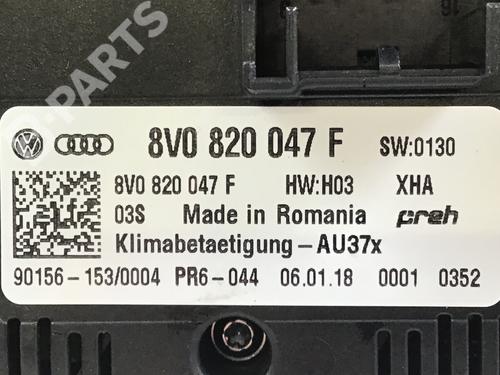 B-PARTS
16
8V0 820 047 F SW:0130
8V0 820 047 F HW:H03 XHA
03S Made in Romania preh
Klimabetaetigung-AU37x
90156-153/0004 PR6-044 06.01.18 0001 0352